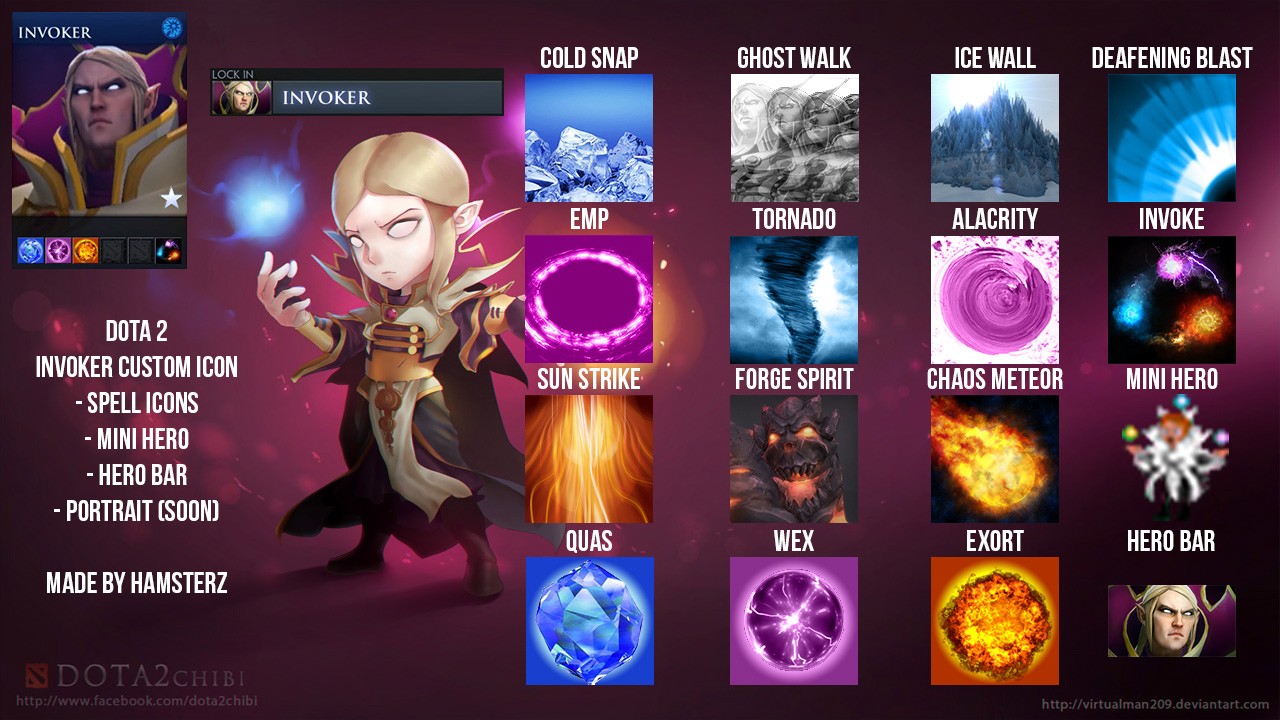 INVOKER
LOCK IN
INVOKER
DOTA 2
INVOKER CUSTOM ICON
- SPELL ICONS
- MINI HERO
- HERO BAR
- PORTRAIT (SOON)
MADE BY HAMSTERZ
COLD SNAP
GHOST WALK
ICE WALL
DEAFENING BLAST
EMP
TORNADO
ALACRITY
INVOKE
SUN STRIKE
FORGE SPIRIT
CHAOS METEOR
MINI HERO
QUAS
WEX
EXORT
HERO BAR
DOTA2CHIBI
http://www.facebook.com/dota2chibi
http://virtualman209.deviantart.com